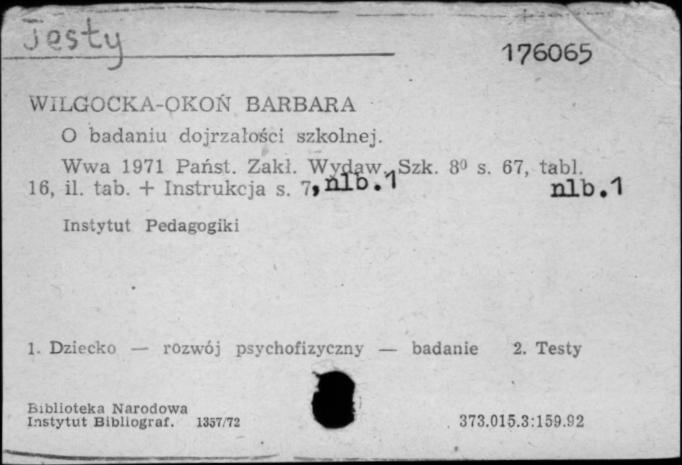 Testy
176065
WILGOCKA-OKOŃ BARBARA
O badaniu dojrzałości szkolnej.
Wwa 1971 Państ. Zakł. Wydaw. Szk. 8⁰ s. 67, tabl.
16, il. tab. + Instrukcja s. 7, nlb.1 nlb.1
Instytut Pedagogiki
1. Dziecko — rozwój psychofizyczny — badanie 2. Testy
Biblioteka Narodowa
Instytut Bibliograf. 1357/72 373.015.3:159.92